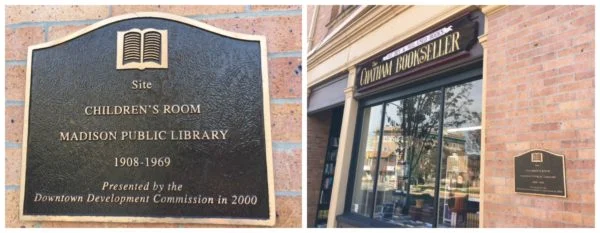 Site
CHILDREN'S ROOM
MADISON PUBLIC LIBRARY
1908-1969
Presented by the
Downtown Development Commission in 2000
The
CHATHAM BOOKSELLER